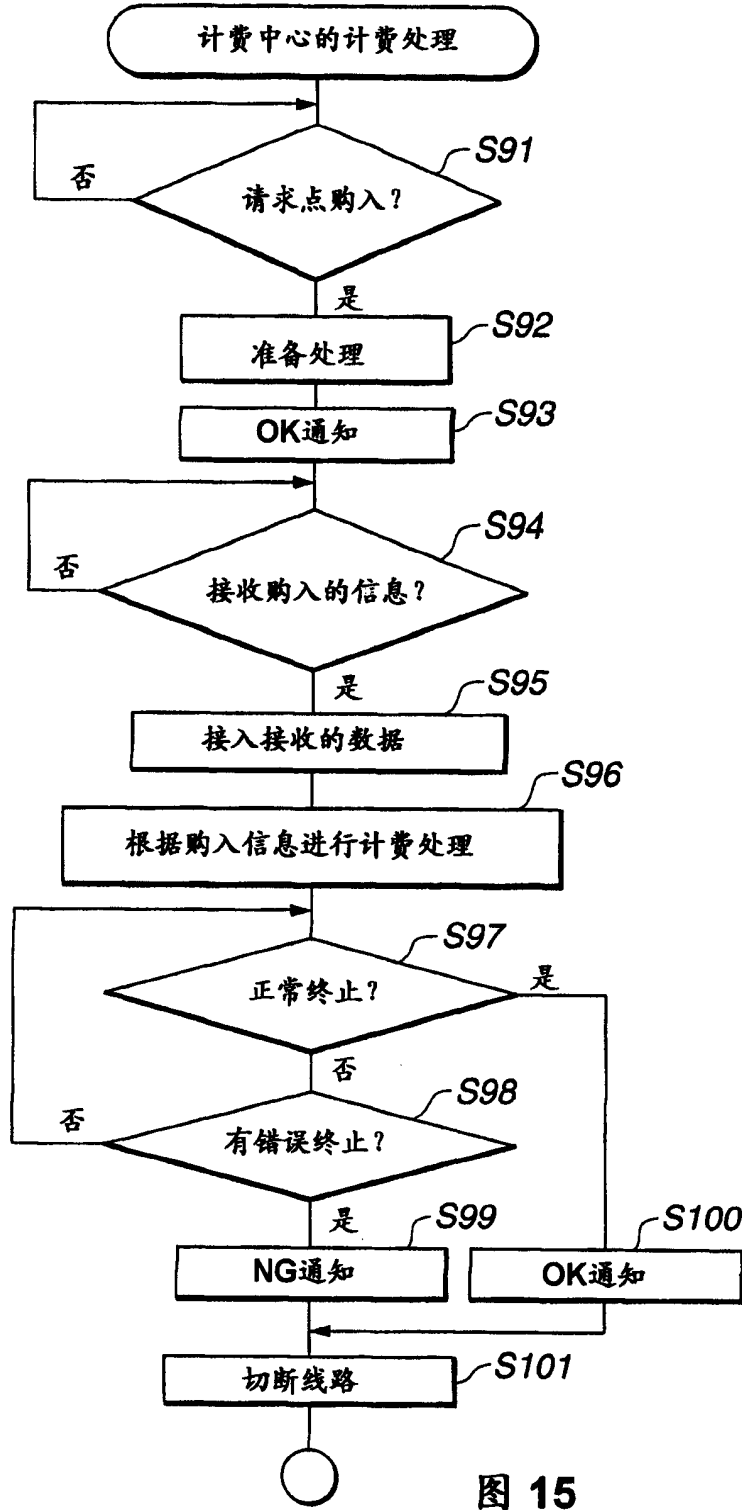 计费中心的计费处理
S91
否
请求点购入？
是
S92
准备处理
S93
OK通知
S94
否
接收购入的信息？
是
S95
接入接收的数据
S96
根据购入信息进行计费处理
S97
正常终止？
是
否
S98
否
有错误终止？
是
S99
S100
NG通知
OK通知
S101
切断线路
图 15